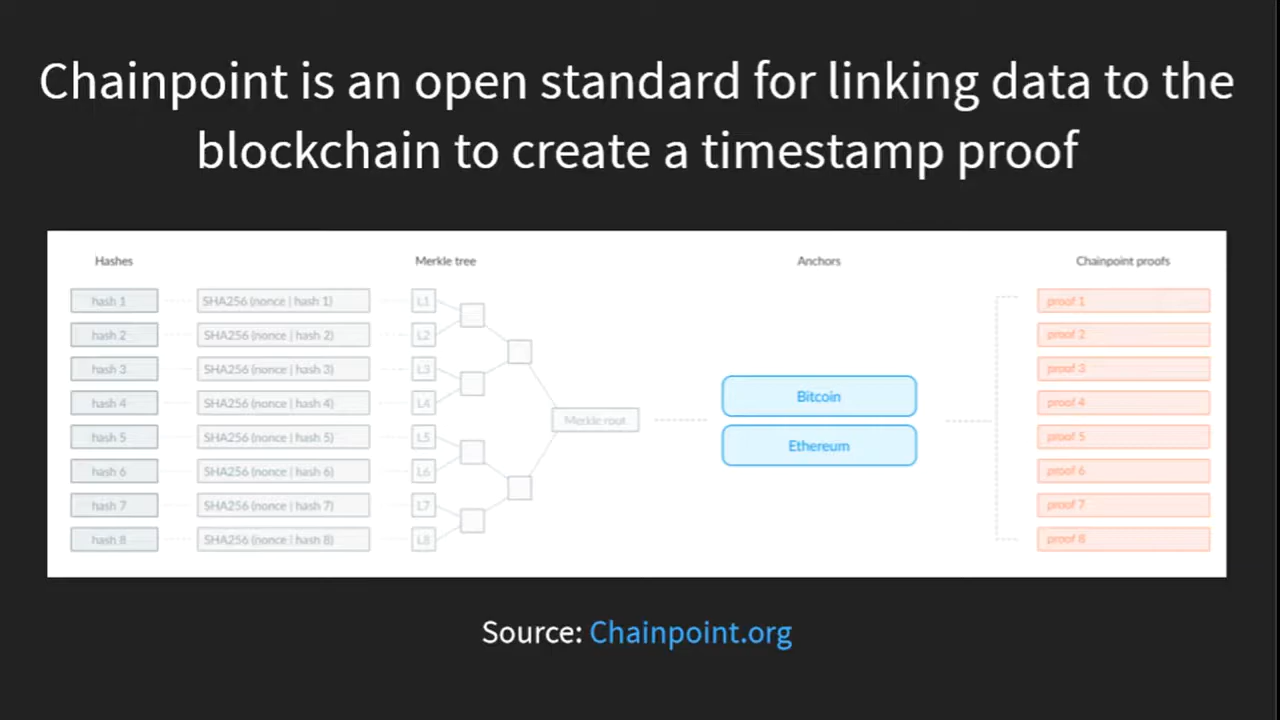 Chainpoint is an open standard for linking data to the
blockchain to create a timestamp proof
Hashes Merkle tree Anchors Chainpoint proofs
hash 1 SHA256 (nonce | hash 1) L1 proof 1
hash 2 SHA256 (nonce | hash 2) L2 proof 2
hash 3 SHA256 (nonce | hash 3) L3 proof 3
Bitcoin
hash 4 SHA256 (nonce | hash 4) L4 proof 4
Merkle root
hash 5 SHA256 (nonce | hash 5) L5 proof 5
Ethereum
hash 6 SHA256 (nonce | hash 6) L6 proof 6
hash 7 SHA256 (nonce | hash 7) L7 proof 7
hash 8 SHA256 (nonce | hash 8) L8 proof 8
Source: Chainpoint.org